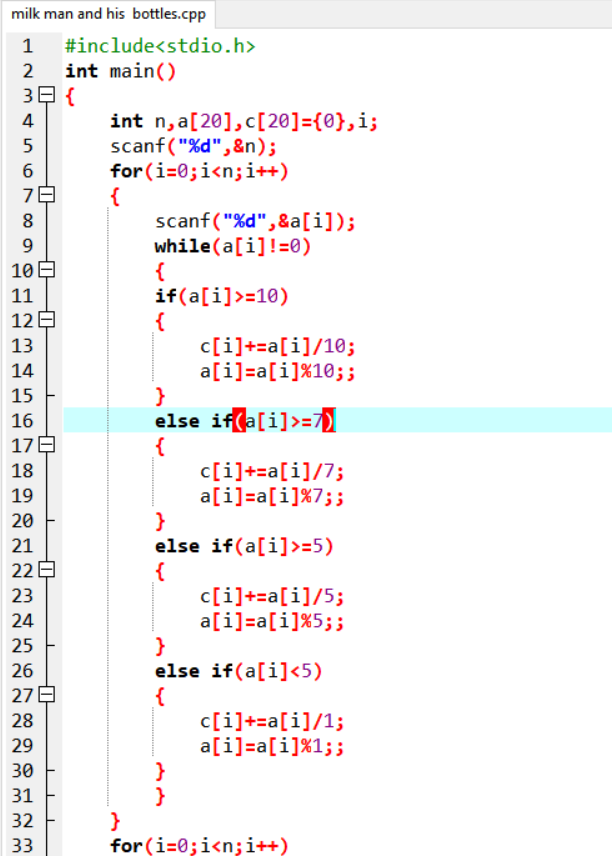 milk man and his  bottles.cpp
1 #include<stdio.h>
2 int main()
3 {
4     int n,a[20],c[20]={0},i;
5     scanf("%d",&n);
6     for(i=0;i<n;i++)
7     {
8         scanf("%d",&a[i]);
9         while(a[i]!=0)
10         {
11         if(a[i]>=10)
12         {
13             c[i]+=a[i]/10;
14             a[i]=a[i]%10;;
15         }
16         else if(a[i]>=7)
17         {
18             c[i]+=a[i]/7;
19             a[i]=a[i]%7;;
20         }
21         else if(a[i]>=5)
22         {
23             c[i]+=a[i]/5;
24             a[i]=a[i]%5;;
25         }
26         else if(a[i]<5)
27         {
28             c[i]+=a[i]/1;
29             a[i]=a[i]%1;;
30         }
31         }
32     }
33     for(i=0;i<n;i++)